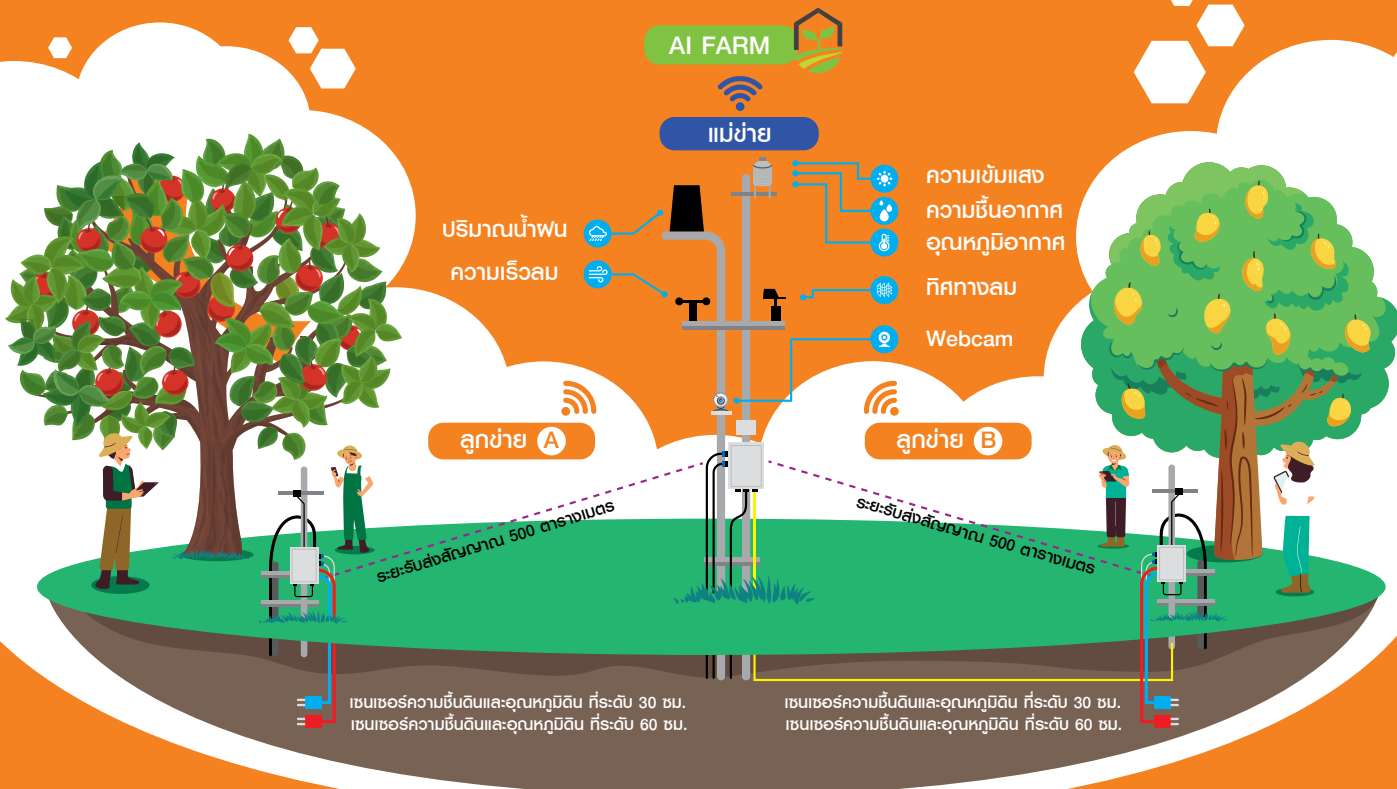 AI FARM
แม่ข่าย
ความเข้มแสง
ความชื้นอากาศ
อุณหภูมิอากาศ
ทิศทางลม
Webcam
ปริมาณน้ำฝน
ความเร็วลม
ลูกข่าย A
ลูกข่าย B
ระยะรับส่งสัญญาณ 500 ตารางเมตร
ระยะรับส่งสัญญาณ 500 ตารางเมตร
เซนเซอร์ความชื้นดินและอุณหภูมิดิน ที่ระดับ 30 ซม.
เซนเซอร์ความชื้นดินและอุณหภูมิดิน ที่ระดับ 60 ซม.
เซนเซอร์ความชื้นดินและอุณหภูมิดิน ที่ระดับ 30 ซม.
เซนเซอร์ความชื้นดินและอุณหภูมิดิน ที่ระดับ 60 ซม.